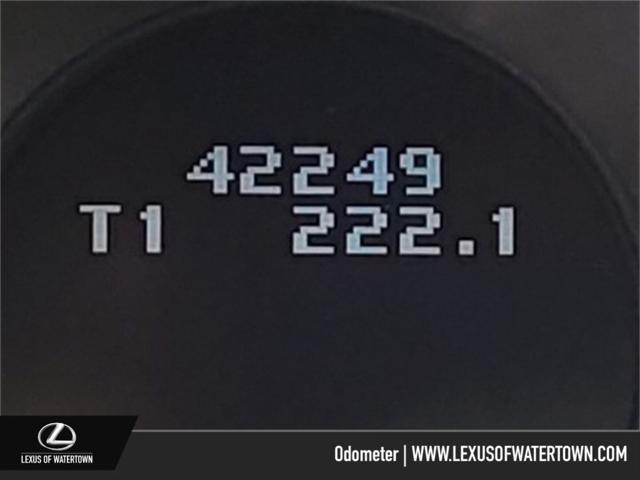 42249
T1 222.1
LEXUS OF WATERTOWN
Odometer | WWW.LEXUSOFWATERTOWN.COM